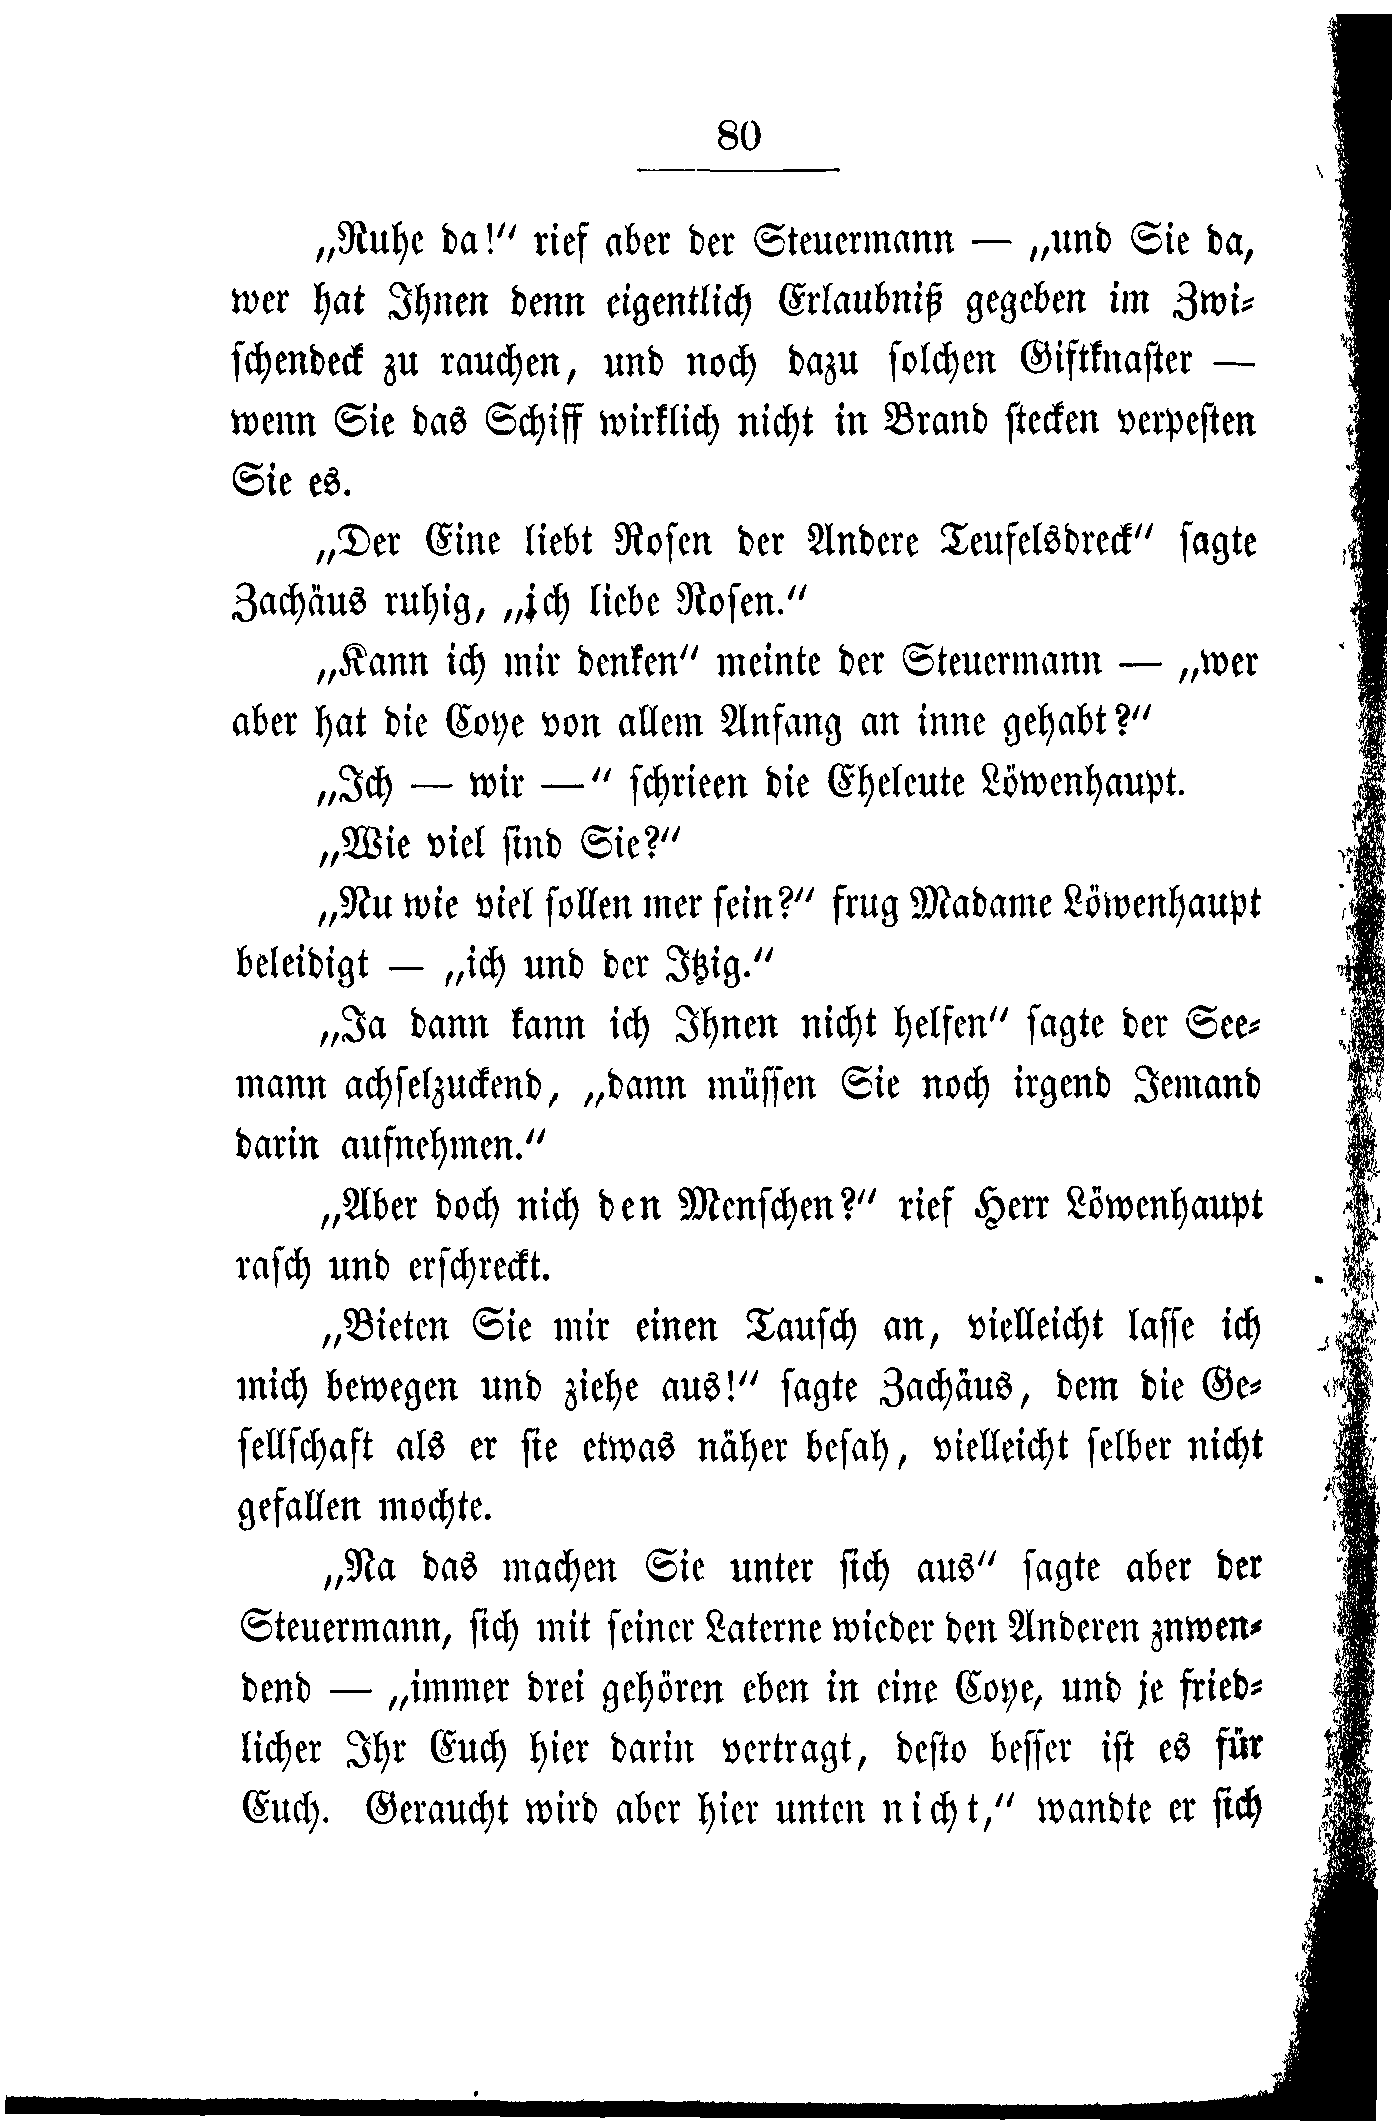 80
„Ruhe da!“ rief aber der Steuermann — „und Sie da,
wer hat Ihnen denn eigentlich Erlaubniß gegeben im Zwi-
schendeck zu rauchen, und noch dazu solchen Giftknaster —
wenn Sie das Schiff wirklich nicht in Brand stecken verpesten
Sie es.
„Der Eine liebt Rosen der Andere Teufelsdreck“ sagte
Zachäus ruhig, „ich liebe Rosen.“
„Kann ich mir denken“ meinte der Steuermann — „wer
aber hat die Coye von allem Anfang an inne gehabt?“
„Ich — wir —“ schrieen die Eheleute Löwenhaupt.
„Wie viel sind Sie?“
„Nu wie viel sollen mer sein?“ frug Madame Löwenhaupt
beleidigt — „ich und der Itzig.“
„Ja dann kann ich Ihnen nicht helfen“ sagte der See-
mann achselzuckend, „dann müssen Sie noch irgend Jemand
darin aufnehmen.“
„Aber doch nich den Menschen?“ rief Herr Löwenhaupt
rasch und erschreckt.
„Bieten Sie mir einen Tausch an, vielleicht lasse ich
mich bewegen und ziehe aus!“ sagte Zachäus, dem die Ge-
sellschaft als er sie etwas näher besah, vielleicht selber nicht
gefallen mochte.
„Na das machen Sie unter sich aus“ sagte aber der
Steuermann, sich mit seiner Laterne wieder den Anderen znwen-
dend — „immer drei gehören eben in eine Coye, und je fried-
licher Ihr Euch hier darin vertragt, desto besser ist es für
Euch. Geraucht wird aber hier unten nicht,“ wandte er sich